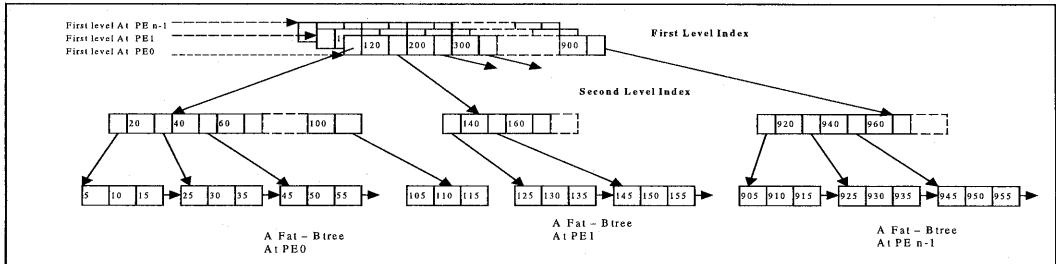 First level At PE n-1
First level At PE1
First level At PE0
First Level Index
1
120 200 300 900
Second Level Index
20 40 60 100
140 160
920 940 960
5 10 15 25 30 35 45 50 55
105 110 115
125 130 135 145 150 155
905 910 915 925 930 935 945 950 955
A Fat – Btree
At PE0
A Fat – Btree
At PE1
A Fat – Btree
At PE n-1